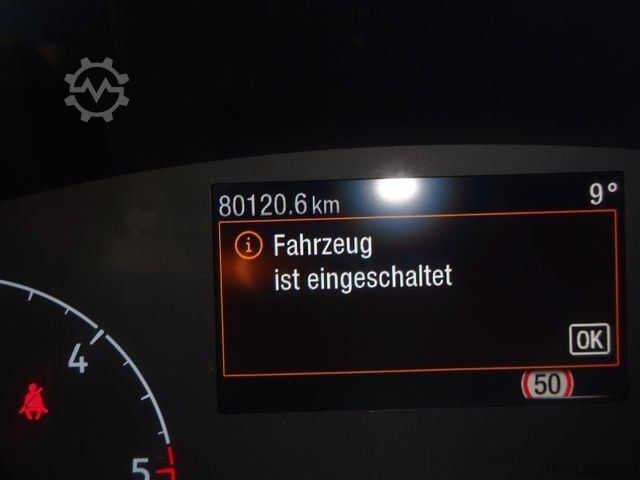 80120.6 km 9°
Fahrzeug
ist eingeschaltet
OK
50
4
5